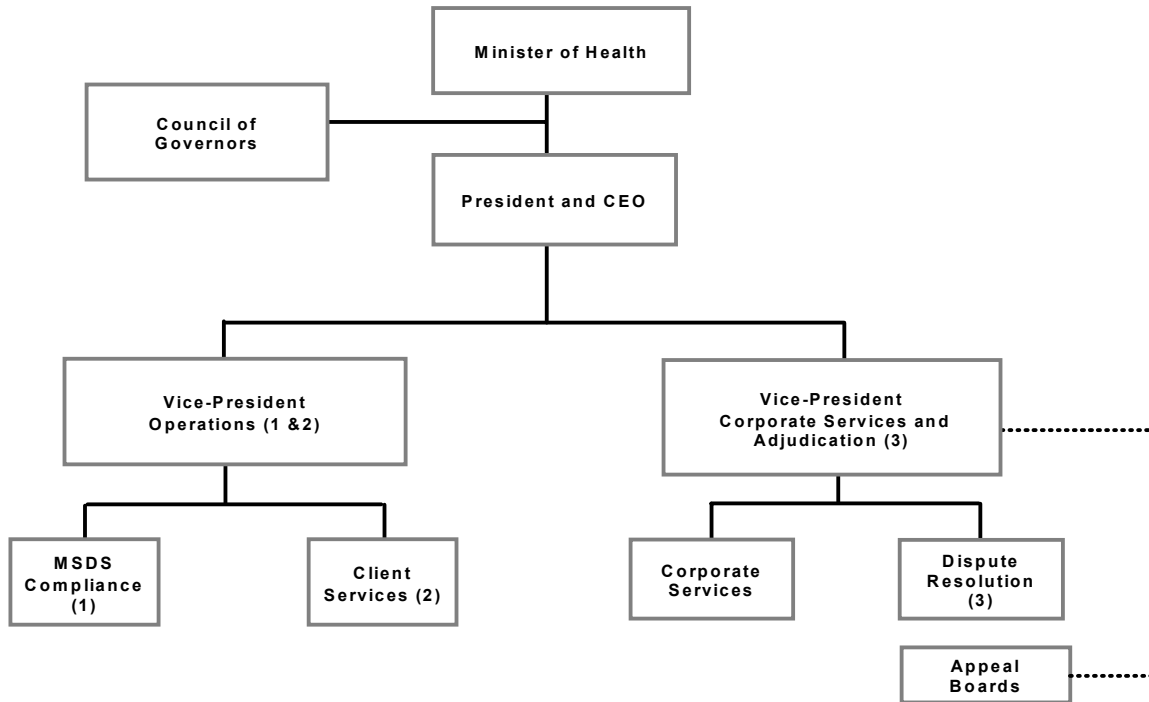 Minister of Health
Council of
Governors
President and CEO
Vice-President
Operations (1 &2)
Vice-President
Corporate Services and
Adjudication (3)
MSDS
Compliance
(1)
Client
Services (2)
Corporate
Services
Dispute
Resolution
(3)
Appeal
Boards